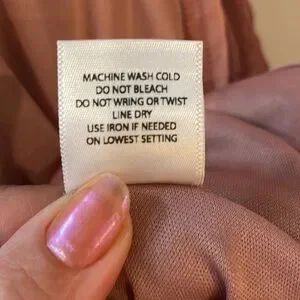 MACHINE WASH COLD
DO NOT BLEACH
DO NOT WRING OR TWIST
LINE DRY
USE IRON IF NEEDED
ON LOWEST SETTING